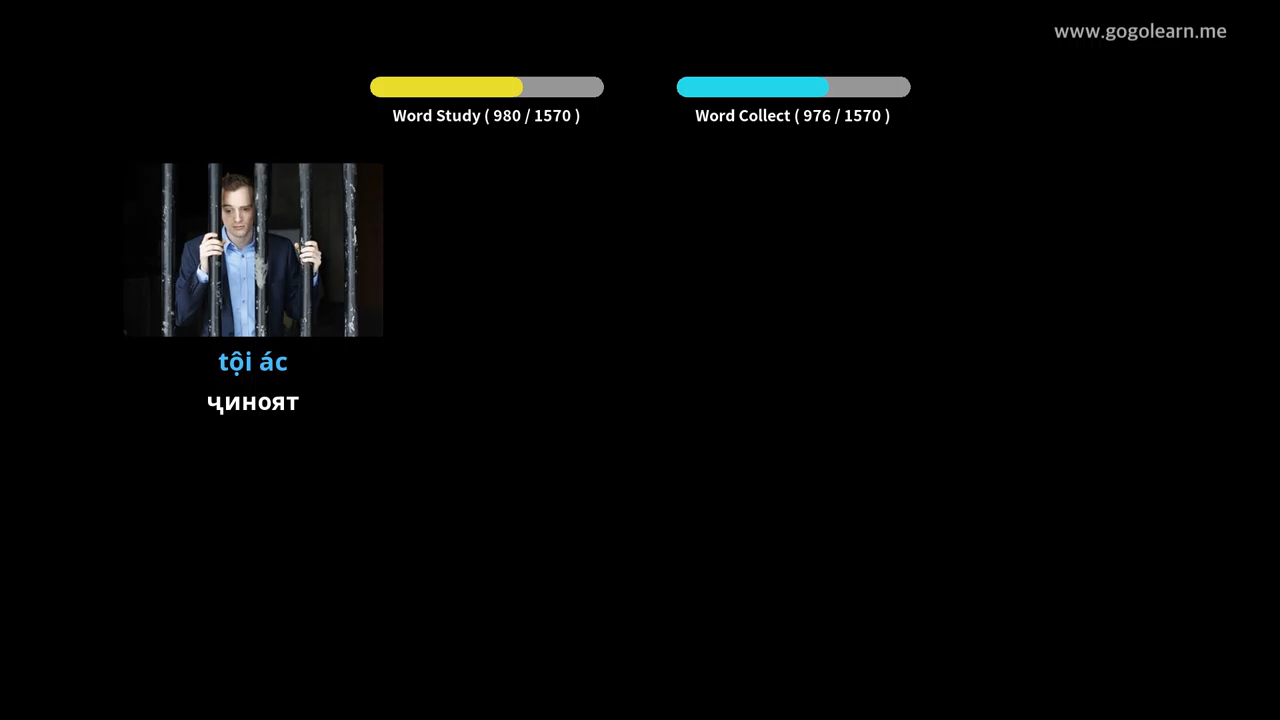 www.gogolearn.me
Word Study ( 980 / 1570 )
Word Collect ( 976 / 1570 )
tội ác
ҷиноят